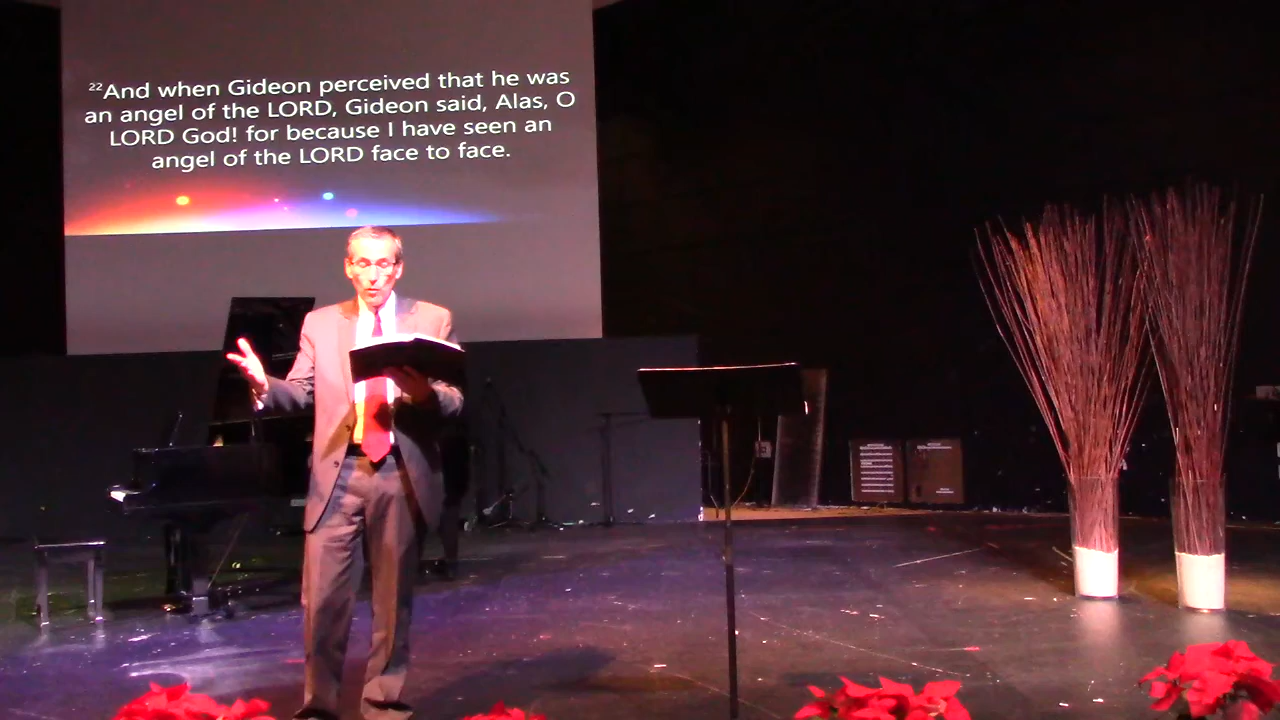 ²²And when Gideon perceived that he was
an angel of the LORD, Gideon said, Alas, O
LORD God! for because I have seen an
angel of the LORD face to face.